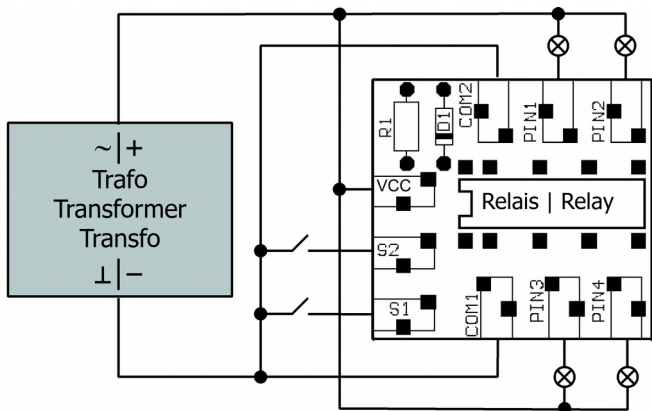 ~|+
Trafo
Transformer
Transfo
⊥|−
R1
D1
COM2
PIN1
PIN2
VCC
Relais | Relay
S2
S1
COM1
PIN3
PIN4